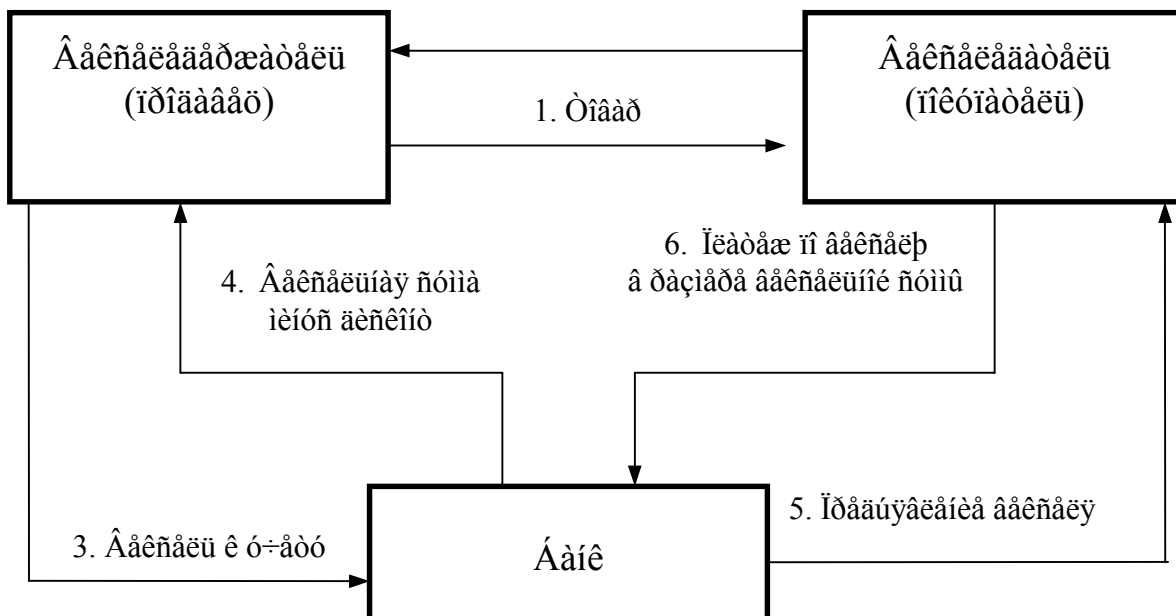 Âåêñåëåäåðæàòåëü
(ïðîäàâåö)
Âåêñåëåäàòåëü
(ïîêóïàòåëü)
1. Òîâàð
4. Âåêñåëüíàÿ ñóììà
ìèíóñ äèñêîíò
6. Ïëàòåæ ïî âåêñåëþ
â ðàçìåðå âåêñåëüíîé ñóììû
3. Âåêñåëü ê ó÷åòó
Áàíê
5. Ïðåäúÿâëåíèå âåêñåëÿ